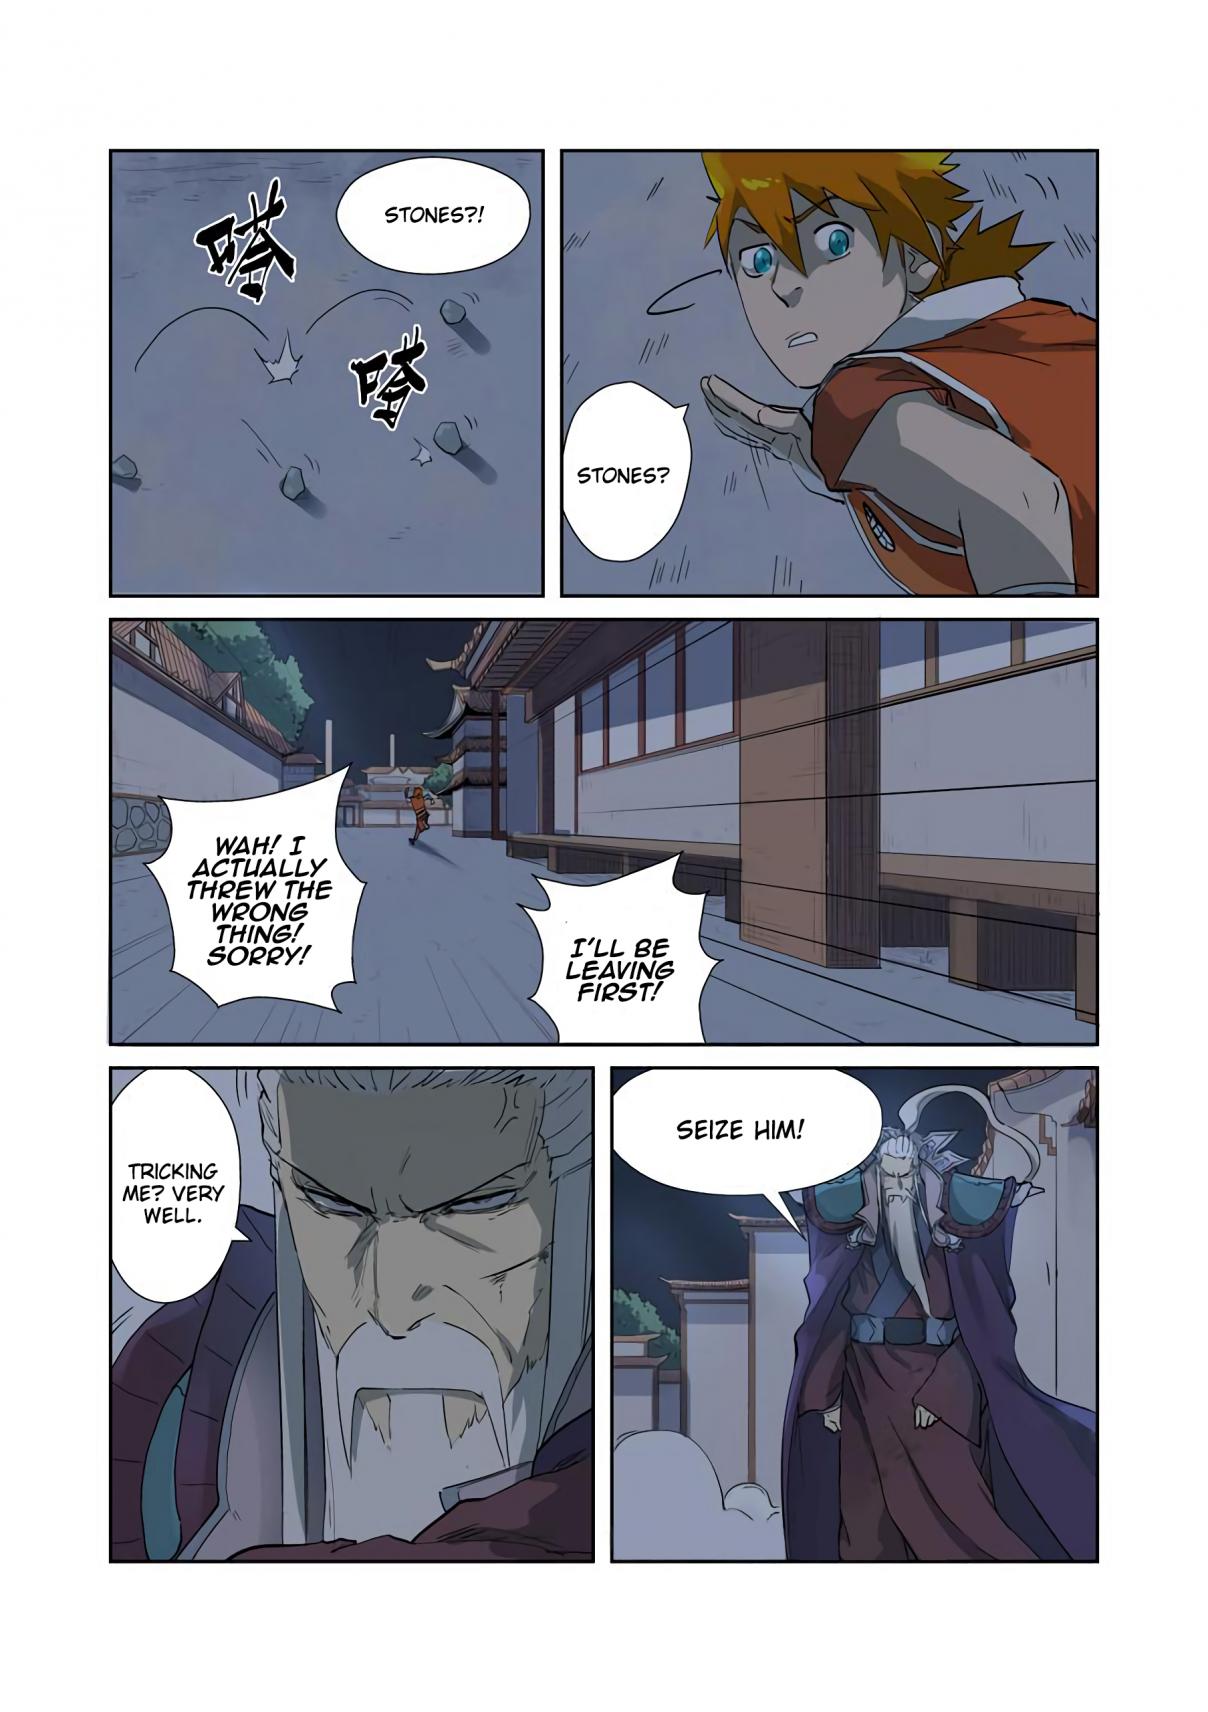 STONES?!
嗒
嗒
STONES?
WAH! I
ACTUALLY
THREW THE
WRONG
THING!
SORRY!
I'LL BE
LEAVING
FIRST!
TRICKING
ME? VERY
WELL.
SEIZE HIM!